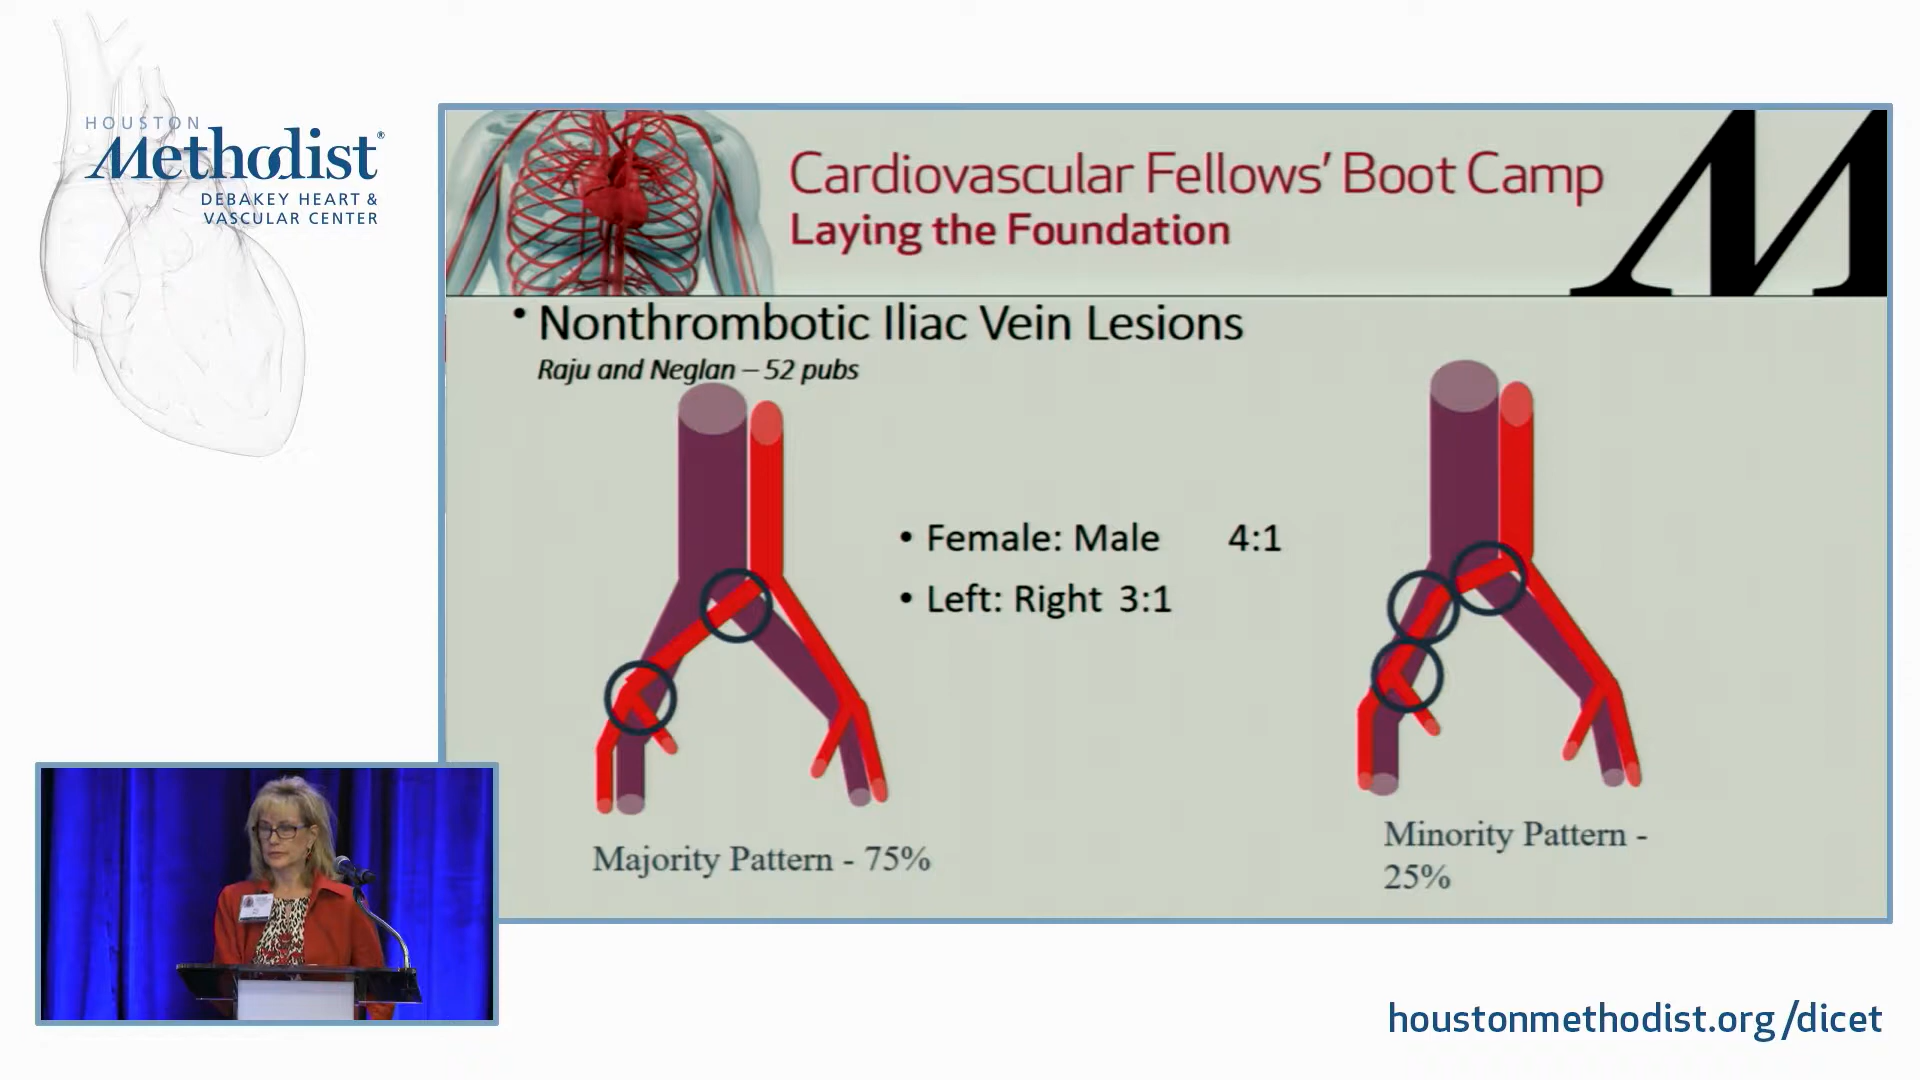 HOUSTON
Methodist®
DEBAKEY HEART &
VASCULAR CENTER
Cardiovascular Fellows' Boot Camp
Laying the Foundation
M
• Nonthrombotic Iliac Vein Lesions
Raju and Neglan – 52 pubs
• Female: Male 4:1
• Left: Right 3:1
Majority Pattern - 75%
Minority Pattern -
25%
houstonmethodist.org/dicet